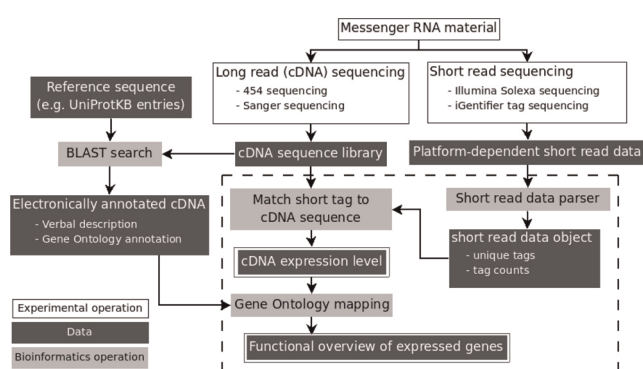 Messenger RNA material
Long read (cDNA) sequencing
- 454 sequencing
- Sanger sequencing
Short read sequencing
- Illumina Solexa sequencing
- iGentifier tag sequencing
Reference sequence
(e.g. UniProtKB entries)
BLAST search
cDNA sequence library
Platform-dependent short read data
Electronically annotated cDNA
- Verbal description
- Gene Ontology annotation
Match short tag to
cDNA sequence
Short read data parser
short read data object
- unique tags
- tag counts
cDNA expression level
Gene Ontology mapping
Functional overview of expressed genes
Experimental operation
Data
Bioinformatics operation